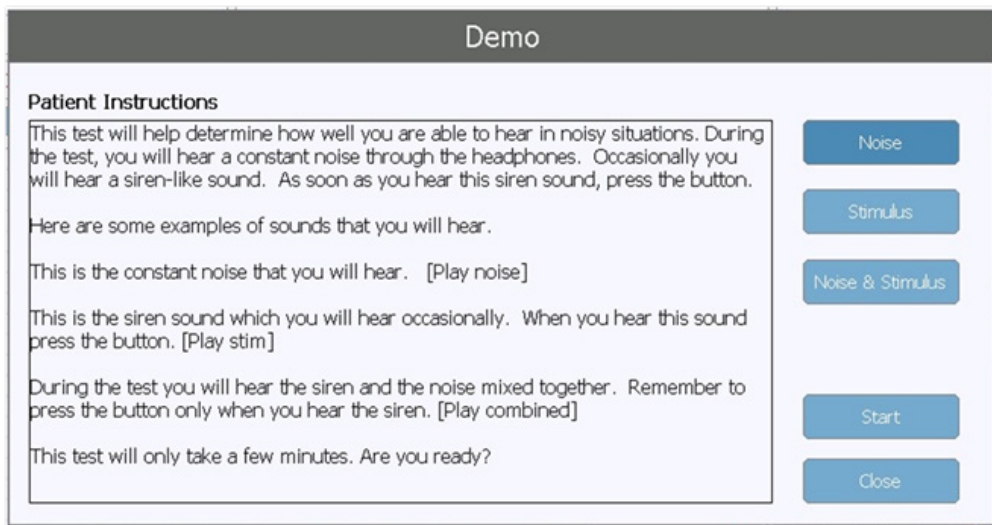 Demo
Patient Instructions
This test will help determine how well you are able to hear in noisy situations. During
the test, you will hear a constant noise through the headphones.  Occasionally you
will hear a siren-like sound.  As soon as you hear this siren sound, press the button.
Here are some examples of sounds that you will hear.
This is the constant noise that you will hear.   [Play noise]
This is the siren sound which you will hear occasionally.  When you hear this sound
press the button. [Play stim]
During the test you will hear the siren and the noise mixed together.  Remember to
press the button only when you hear the siren. [Play combined]
This test will only take a few minutes. Are you ready?
Noise
Stimulus
Noise & Stimulus
Start
Close